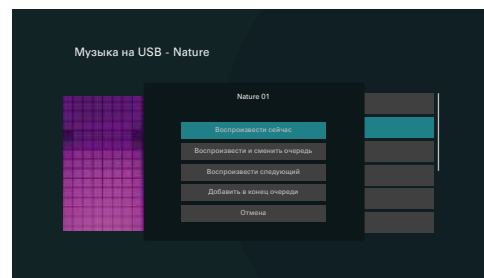 Музыка на USB - Nature
Nature 01
Воспроизвести сейчас
Воспроизвести и сменить очередь
Воспроизвести следующий
Добавить в конец очереди
Отмена